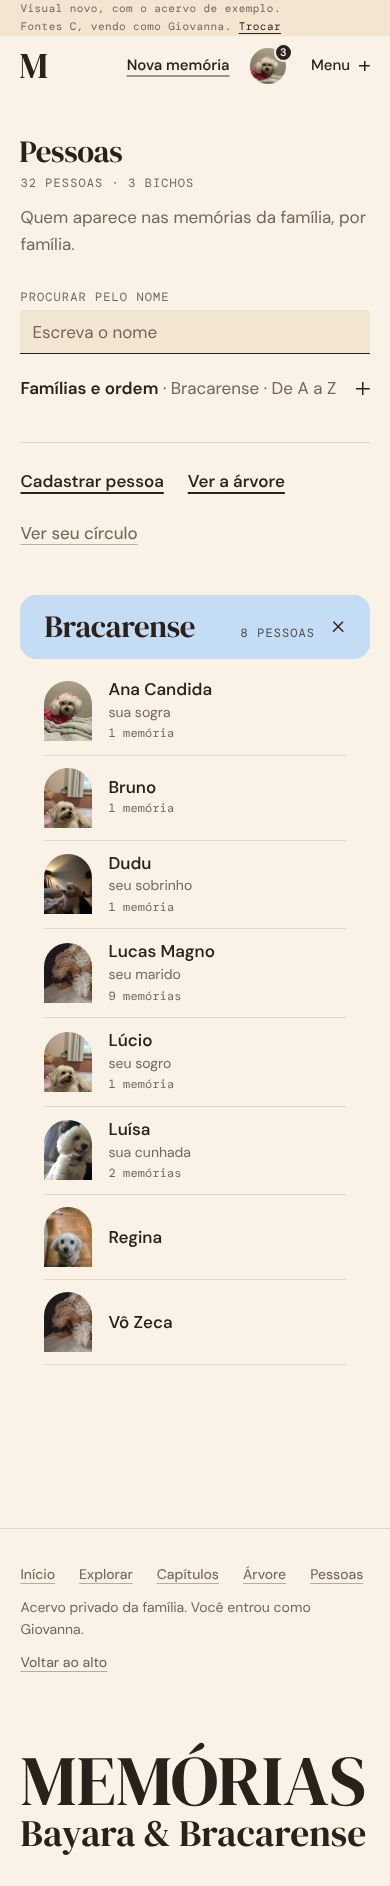 Visual novo, com o acervo de exemplo.
Fontes C, vendo como Giovanna. Trocar
M
Nova memória
3
Menu +
Pessoas
32 PESSOAS · 3 BICHOS
Quem aparece nas memórias da família, por
família.
PROCURAR PELO NOME
Escreva o nome
Famílias e ordem · Bracarense · De A a Z +
Cadastrar pessoa
Ver a árvore
Ver seu círculo
Bracarense
8 PESSOAS
×
Ana Candida
sua sogra
1 memória
Bruno
1 memória
Dudu
seu sobrinho
1 memória
Lucas Magno
seu marido
9 memórias
Lúcio
seu sogro
1 memória
Luísa
sua cunhada
2 memórias
Regina
Vô Zeca
Início
Explorar
Capítulos
Árvore
Pessoas
Acervo privado da família. Você entrou como
Giovanna.
Voltar ao alto
MEMÓRIAS
Bayara & Bracarense